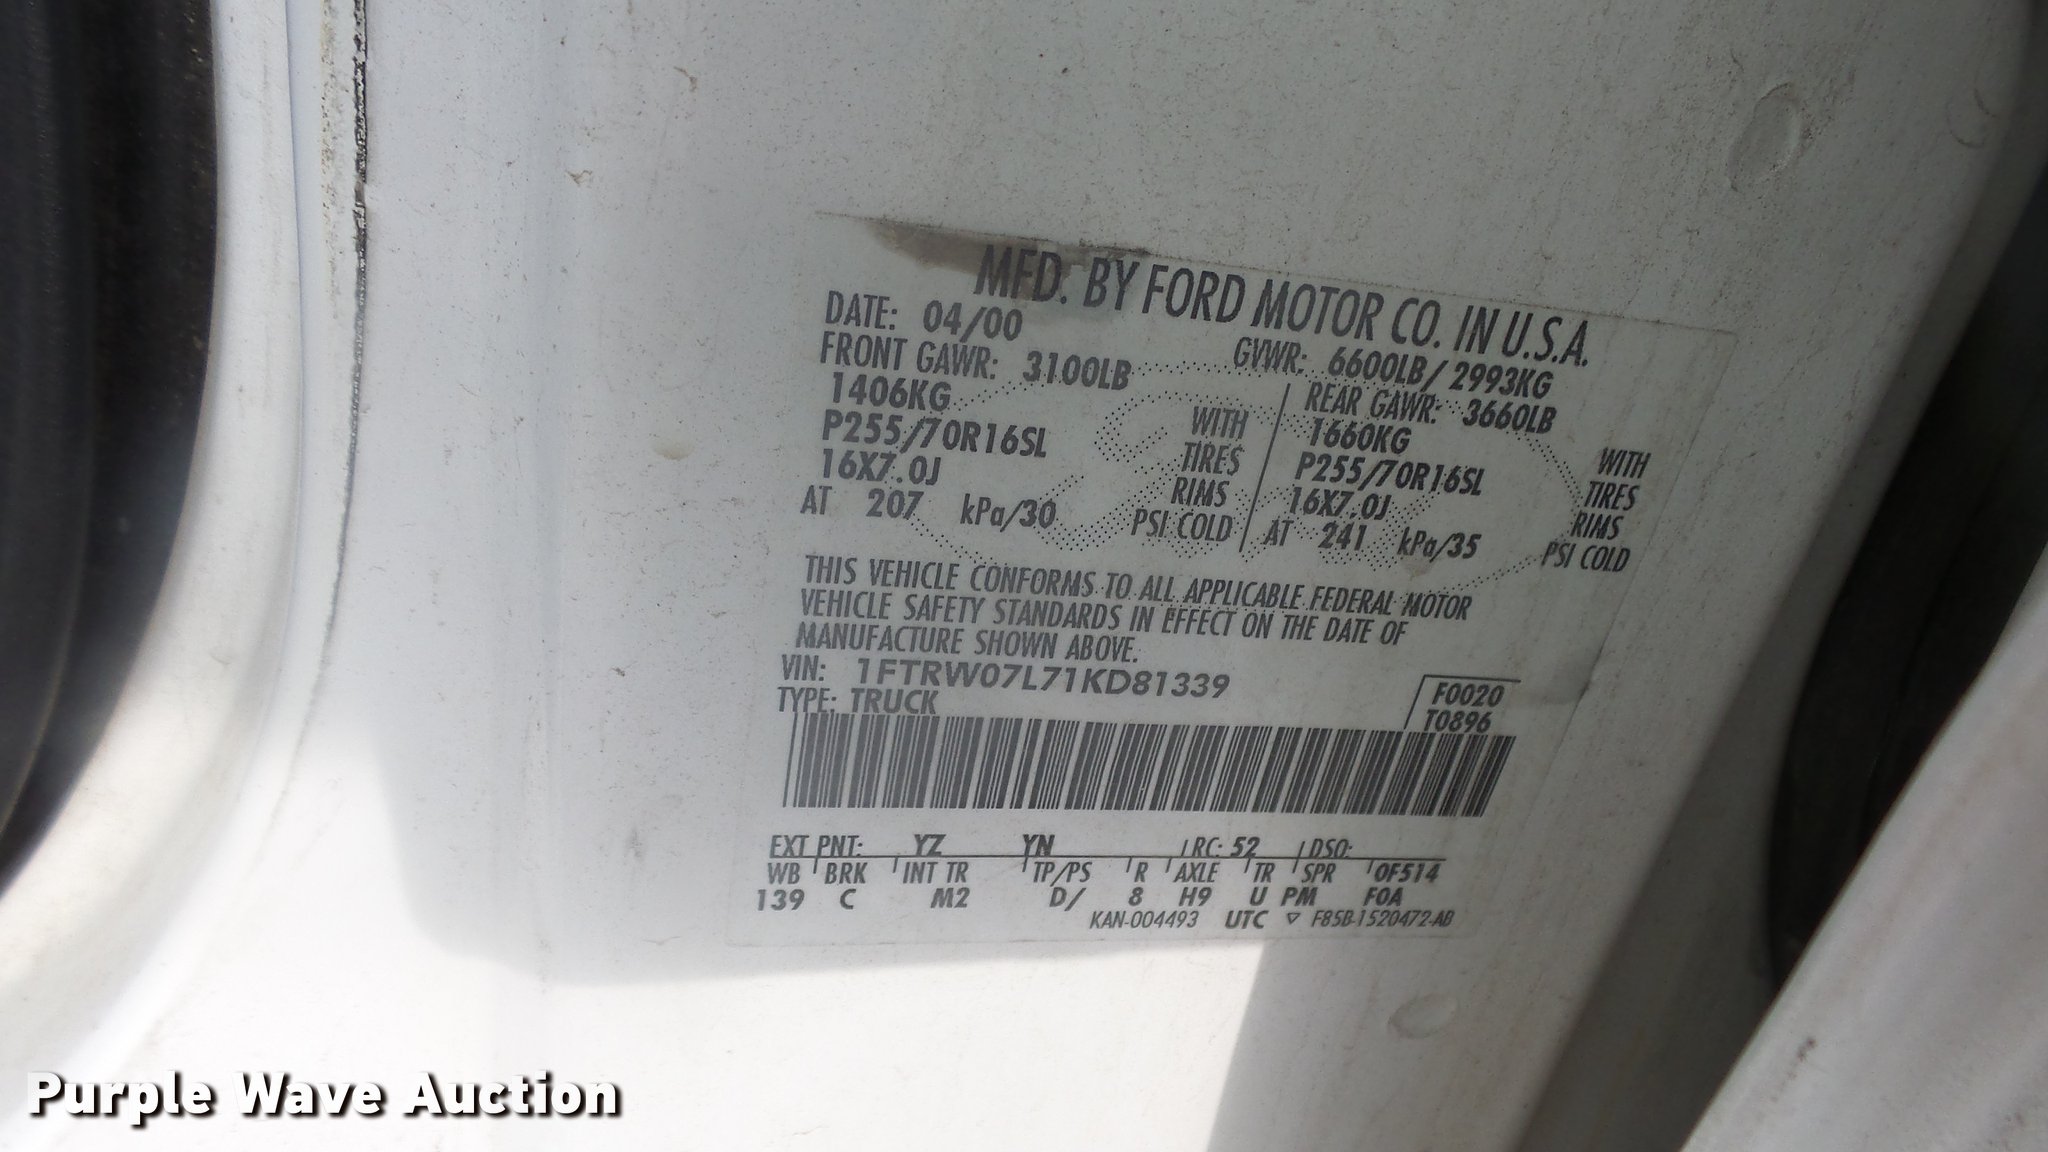 MFD. BY FORD MOTOR CO. IN U.S.A.
DATE: 04/00 GVWR: 6600LB/ 2993KG
FRONT GAWR: 3100LB REAR GAWR: 3660LB
1406KG WITH 1660KG WITH
P255/70R16SL TIRES P255/70R16SL TIRES
16X7.0J RIMS 16X7.0J RIMS
AT 207 kPa/30 PSI COLD AT 241 kPa/35 PSI COLD
THIS VEHICLE CONFORMS TO ALL APPLICABLE FEDERAL MOTOR
VEHICLE SAFETY STANDARDS IN EFFECT ON THE DATE OF
MANUFACTURE SHOWN ABOVE.
VIN: 1FTRW07L71KD81339 F0020
TYPE: TRUCK T0896
EXT PNT: YZ YN RC: 52 DSO:
WB BRK INT TR TP/PS R AXLE TR SPR 0F514
139 C M2 D/ 8 H9 U PM F0A
KAN-004493 UTC ▽ F85B-1520472-AB
Purple Wave Auction